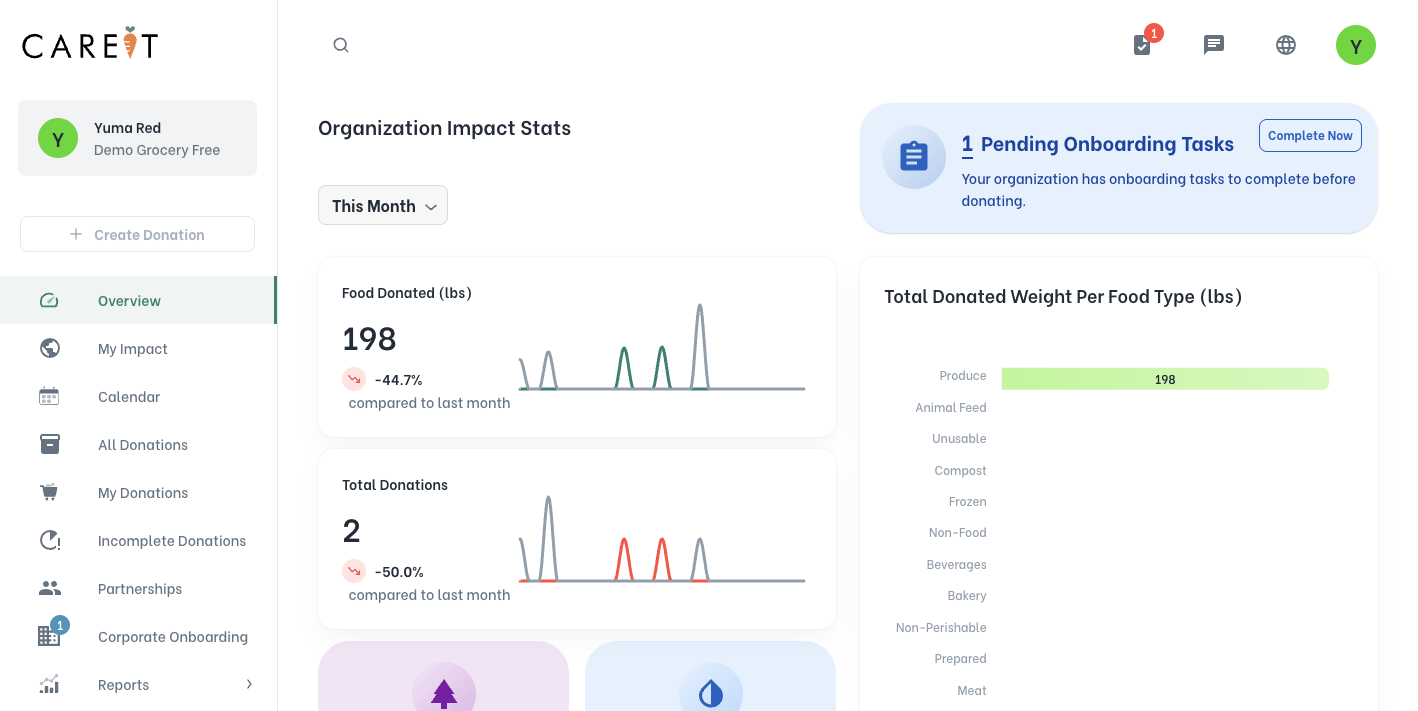 CAREIT
1
Y
Y
Yuma Red
Demo Grocery Free
Create Donation
Overview
My Impact
Calendar
All Donations
My Donations
Incomplete Donations
Partnerships
1
Corporate Onboarding
Reports
Organization Impact Stats
This Month
1 Pending Onboarding Tasks
Complete Now
Your organization has onboarding tasks to complete before
donating.
Food Donated (lbs)
198
-44.7%
compared to last month
Total Donations
2
-50.0%
compared to last month
Total Donated Weight Per Food Type (lbs)
Produce
198
Animal Feed
Unusable
Compost
Frozen
Non-Food
Beverages
Bakery
Non-Perishable
Prepared
Meat